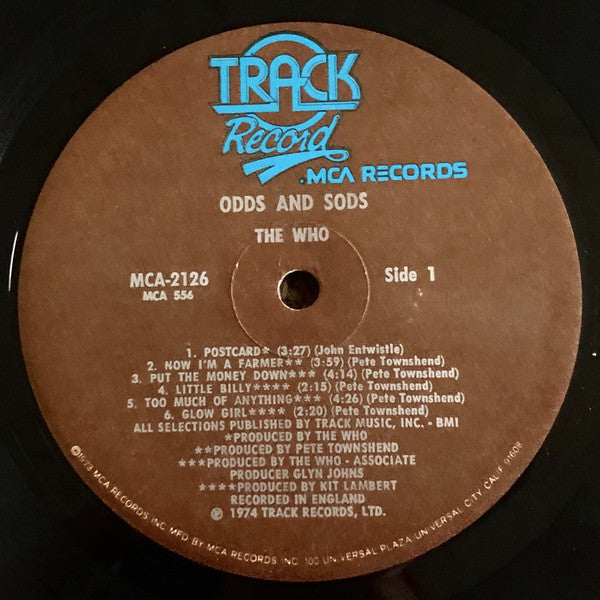 TRACK
Record
MCA RECORDS
ODDS AND SODS
THE WHO
MCA-2126
MCA 556
Side 1
1. POSTCARD* (3:27) (John Entwistle)
2. NOW I'M A FARMER** (3:59) (Pete Townshend)
3. PUT THE MONEY DOWN*** (4:14) (Pete Townshend)
4. LITTLE BILLY**** (2:15) (Pete Townshend)
5. TOO MUCH OF ANYTHING*** (4:26) (Pete Townshend)
6. GLOW GIRL**** (2:20) (Pete Townshend)
ALL SELECTIONS PUBLISHED BY TRACK MUSIC, INC. - BMI
*PRODUCED BY THE WHO
**PRODUCED BY PETE TOWNSHEND
***PRODUCED BY THE WHO - ASSOCIATE
PRODUCER GLYN JOHNS
****PRODUCED BY KIT LAMBERT
RECORDED IN ENGLAND
℗ 1974 TRACK RECORDS, LTD.
©1973 MCA RECORDS INC MFD BY MCA RECORDS INC. 100 UNIVERSAL PLAZA, UNIVERSAL CITY, CALIF. 91608